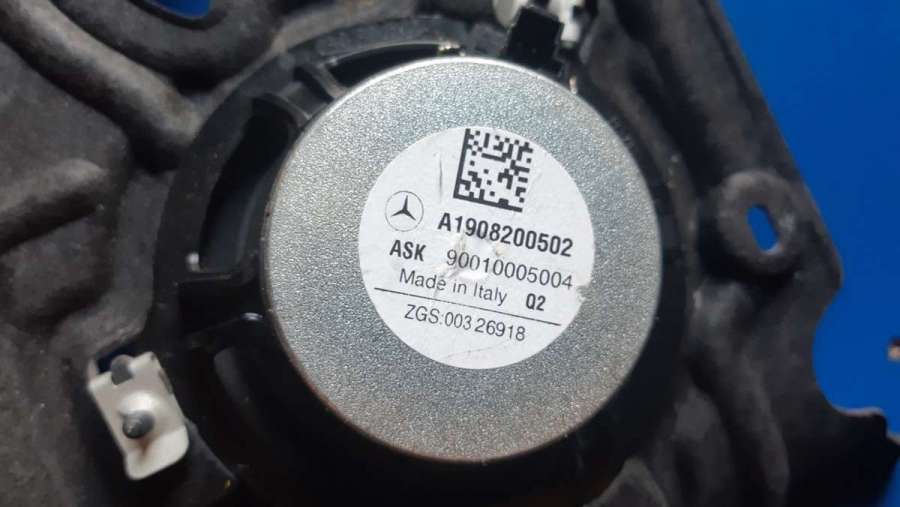 A1908200502
ASK 90010005004
Made in Italy Q2
ZGS:003 26918